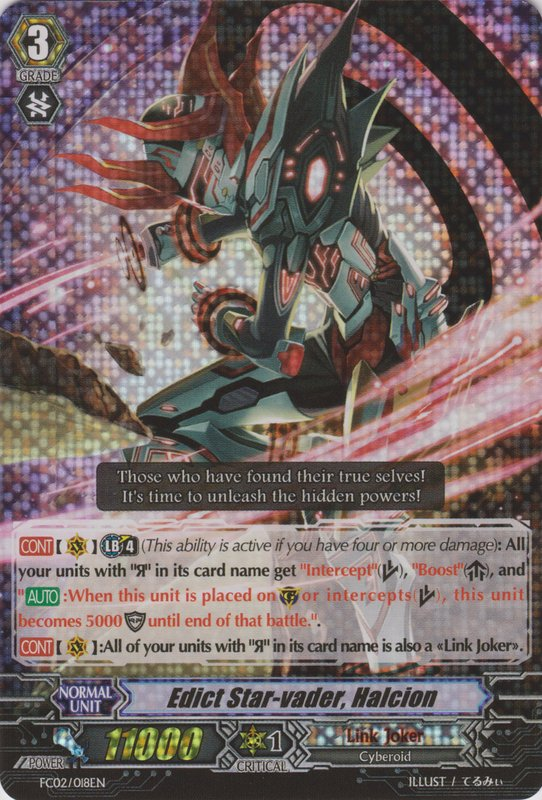 3
GRADE
Those who have found their true selves!
It's time to unleash the hidden powers!
CONT【 】 LB 4 (This ability is active if you have four or more damage): All
your units with "Я" in its card name get "Intercept"( ), "Boost"( ), and
" AUTO :When this unit is placed on or intercepts( ), this unit
becomes 5000 until end of that battle.".
CONT【 】:All of your units with "Я" in its card name is also a «Link Joker».
NORMAL
UNIT
Edict Star-vader, Halcion
POWER
11000
1
CRITICAL
Link Joker
Cyberoid
FC02/018EN
ILLUST / てるみぃ